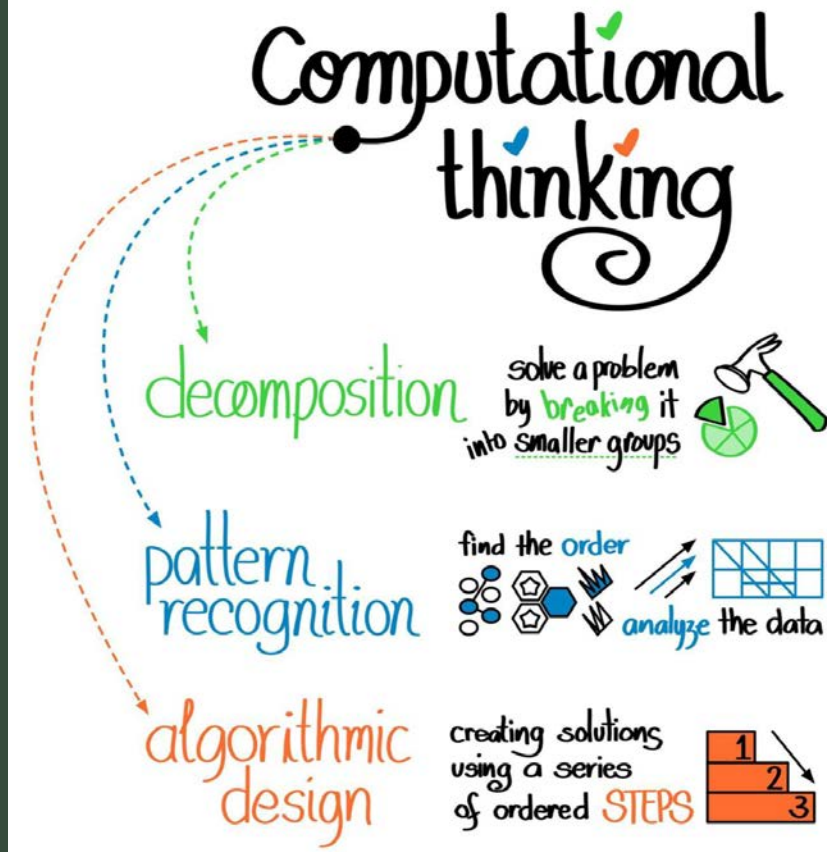 Computational
thinking
decomposition
solve a problem
by breaking it
into smaller groups
pattern
recognition
find the order
analyze the data
algorithmic
design
creating solutions
using a series
of ordered STEPS
1
2
3